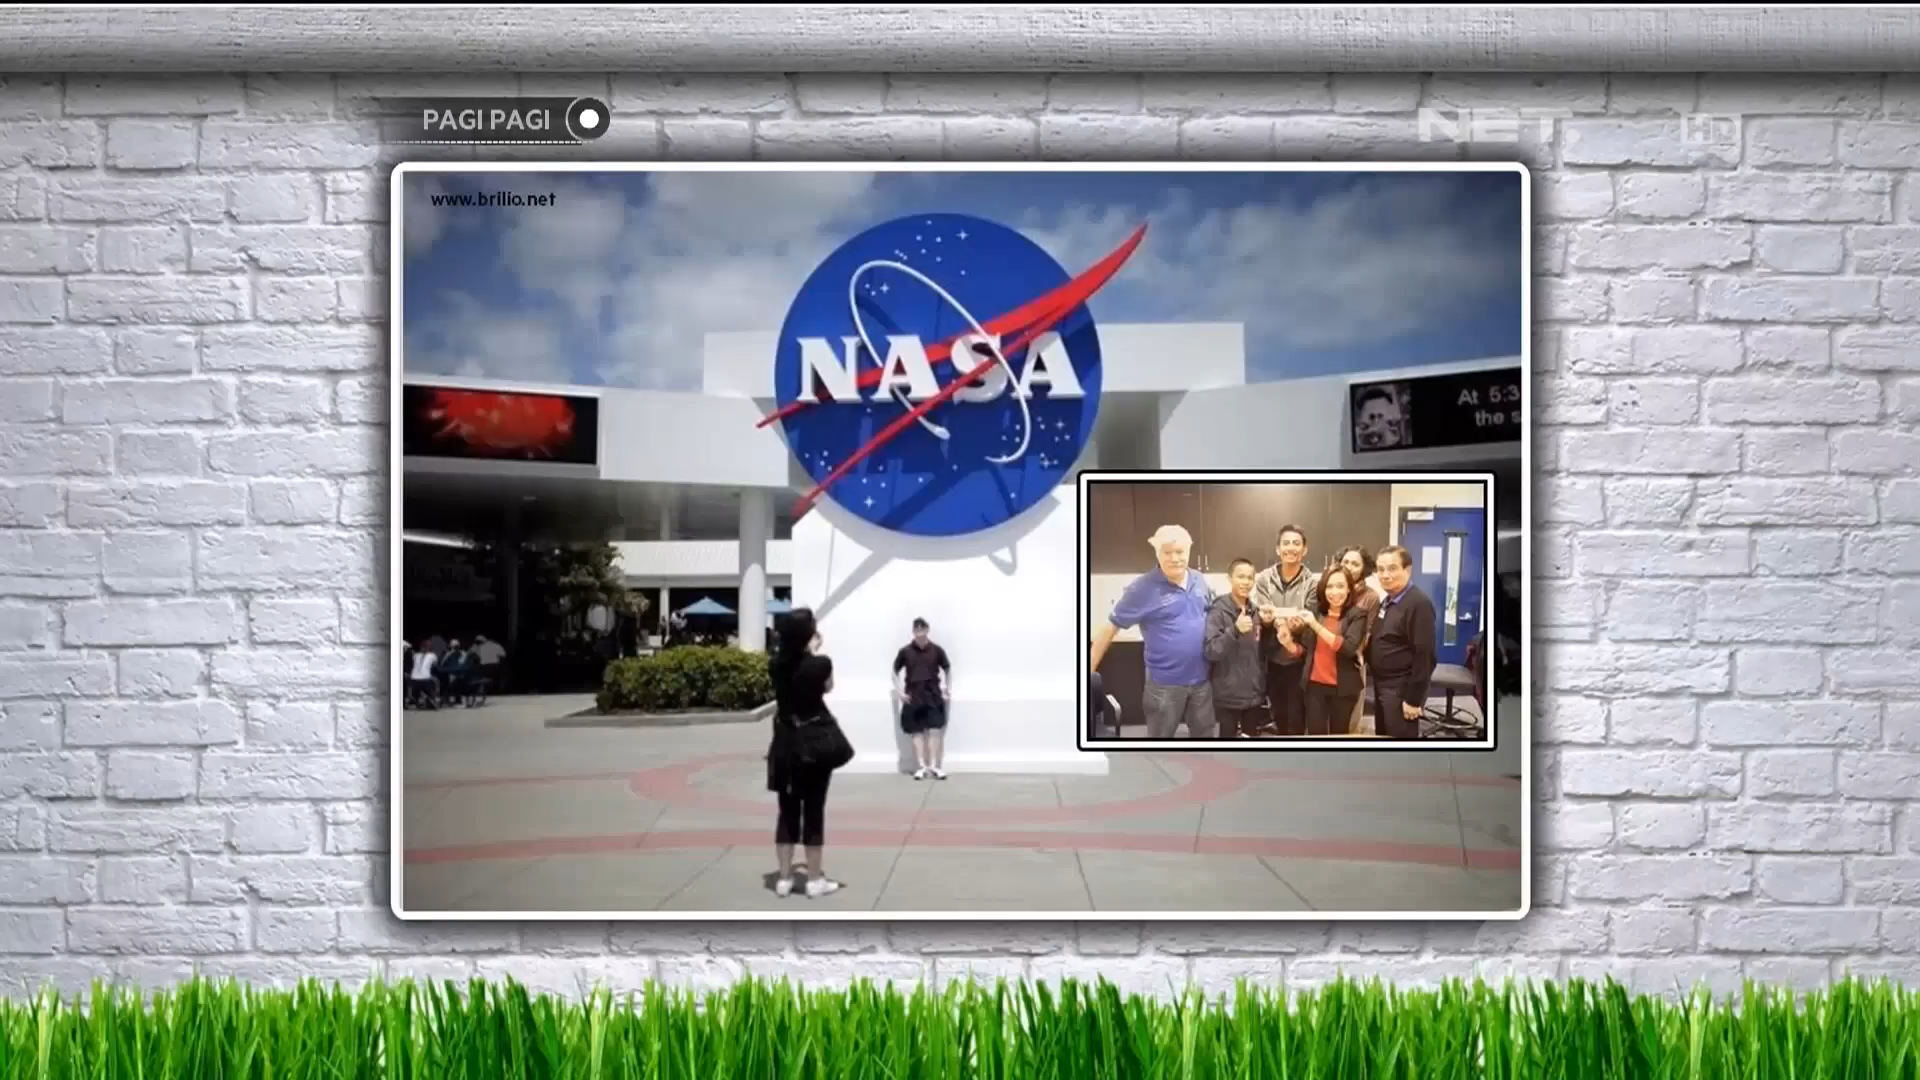 PAGI PAGI
NET.
HD
www.brilio.net
NASA
At 5:3
the s